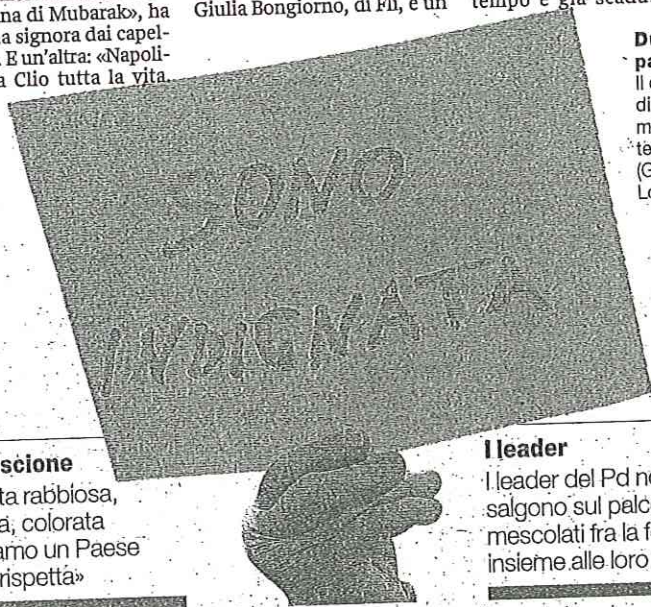 na di Mubarak», ha
a signora dai capel-
. E un'altra: «Napoli-
a Clio tutta la vita.
Giulia Bongiorno, di Fli, è un
tempo è già
SONO
INDIGNATA
scione
ta rabbiosa,
a, colorata
amo un Paese
rispetta»
I leader
I leader del Pd
salgono sul palc
mescolati fra la f
insieme alle loro